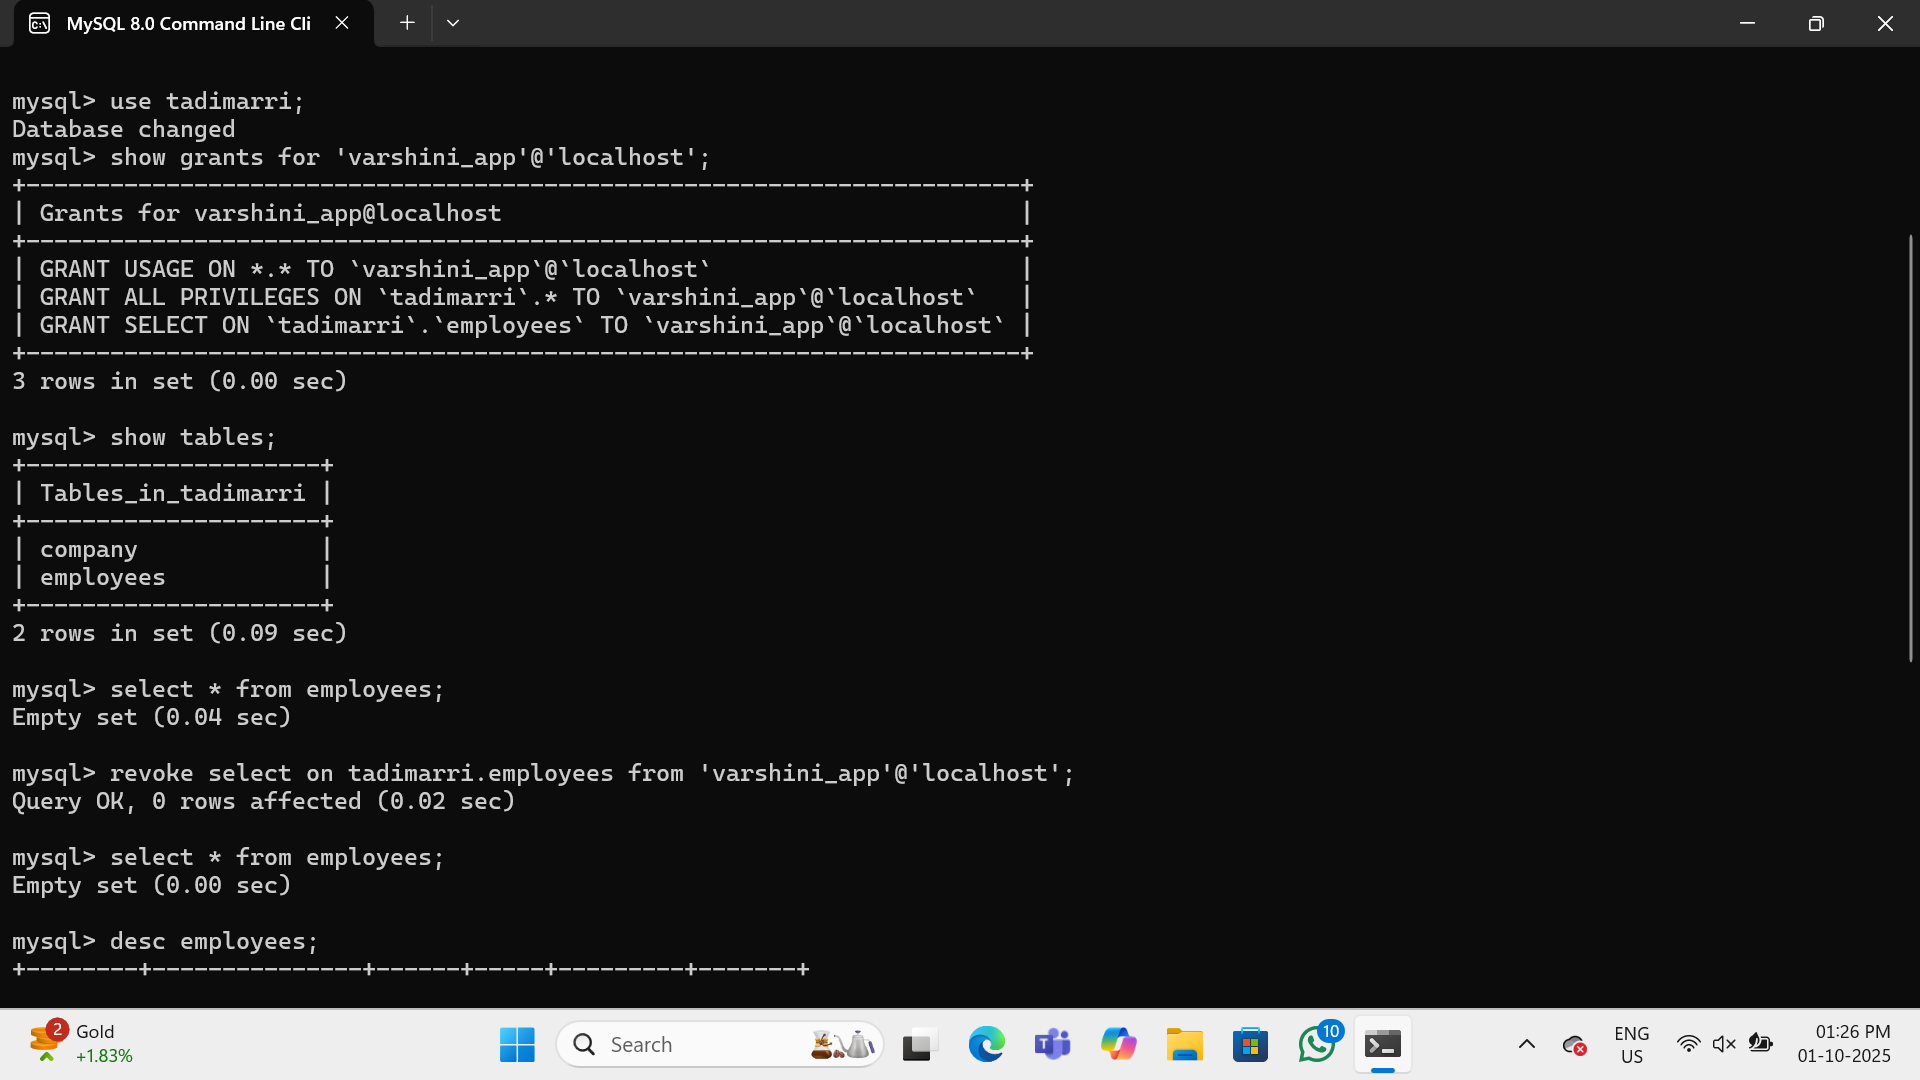 MySQL 8.0 Command Line Cli
mysql> use tadimarri;
Database changed
mysql> show grants for 'varshini_app'@'localhost';
+-----------------------------------------------------------------------+
| Grants for varshini_app@localhost                                     |
+-----------------------------------------------------------------------+
| GRANT USAGE ON *.* TO `varshini_app`@`localhost`                      |
| GRANT ALL PRIVILEGES ON `tadimarri`.* TO `varshini_app`@`localhost`   |
| GRANT SELECT ON `tadimarri`.`employees` TO `varshini_app`@`localhost` |
+-----------------------------------------------------------------------+
3 rows in set (0.00 sec)
mysql> show tables;
+---------------------+
| Tables_in_tadimarri |
+---------------------+
| company             |
| employees           |
+---------------------+
2 rows in set (0.09 sec)
mysql> select * from employees;
Empty set (0.04 sec)
mysql> revoke select on tadimarri.employees from 'varshini_app'@'localhost';
Query OK, 0 rows affected (0.02 sec)
mysql> select * from employees;
Empty set (0.00 sec)
mysql> desc employees;
+--------+---------------+------+-----+---------+-------+
2
Gold
+1.83%
Search
10
ENG
US
01:26 PM
01-10-2025